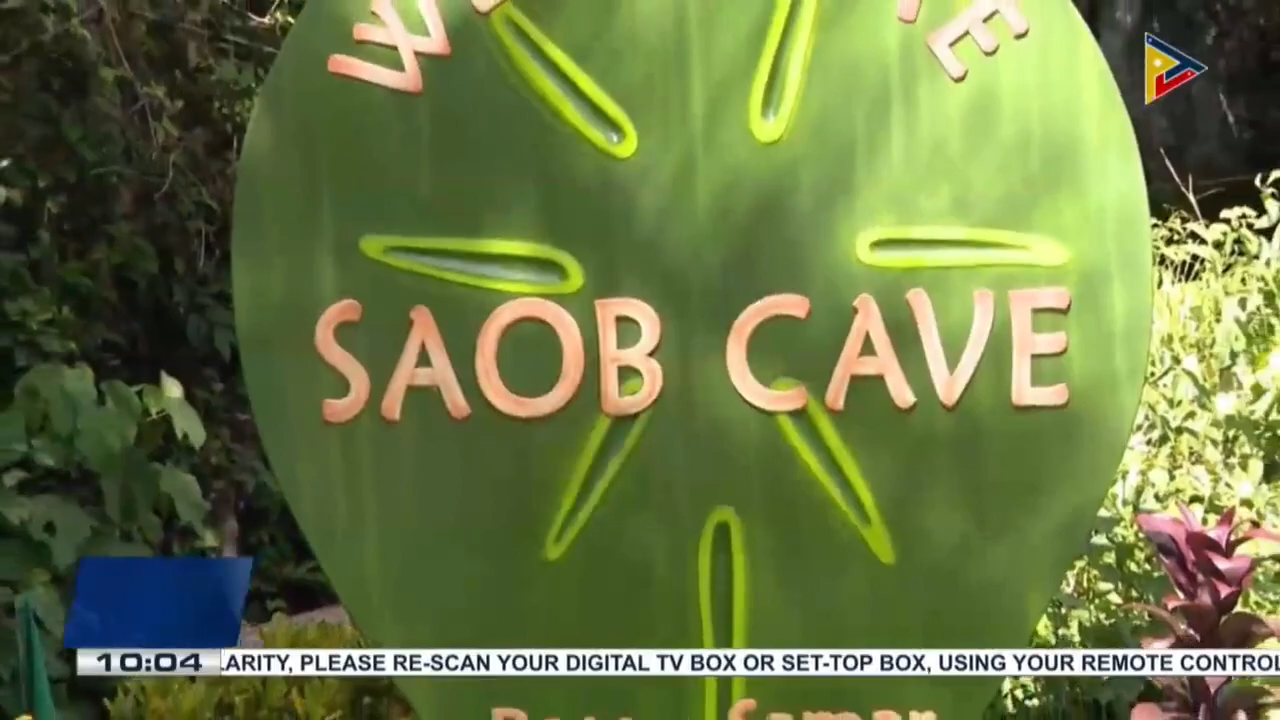 SAOB CAVE
10:04
ARITY, PLEASE RE-SCAN YOUR DIGITAL TV BOX OR SET-TOP BOX, USING YOUR REMOTE CONTROL
Samar